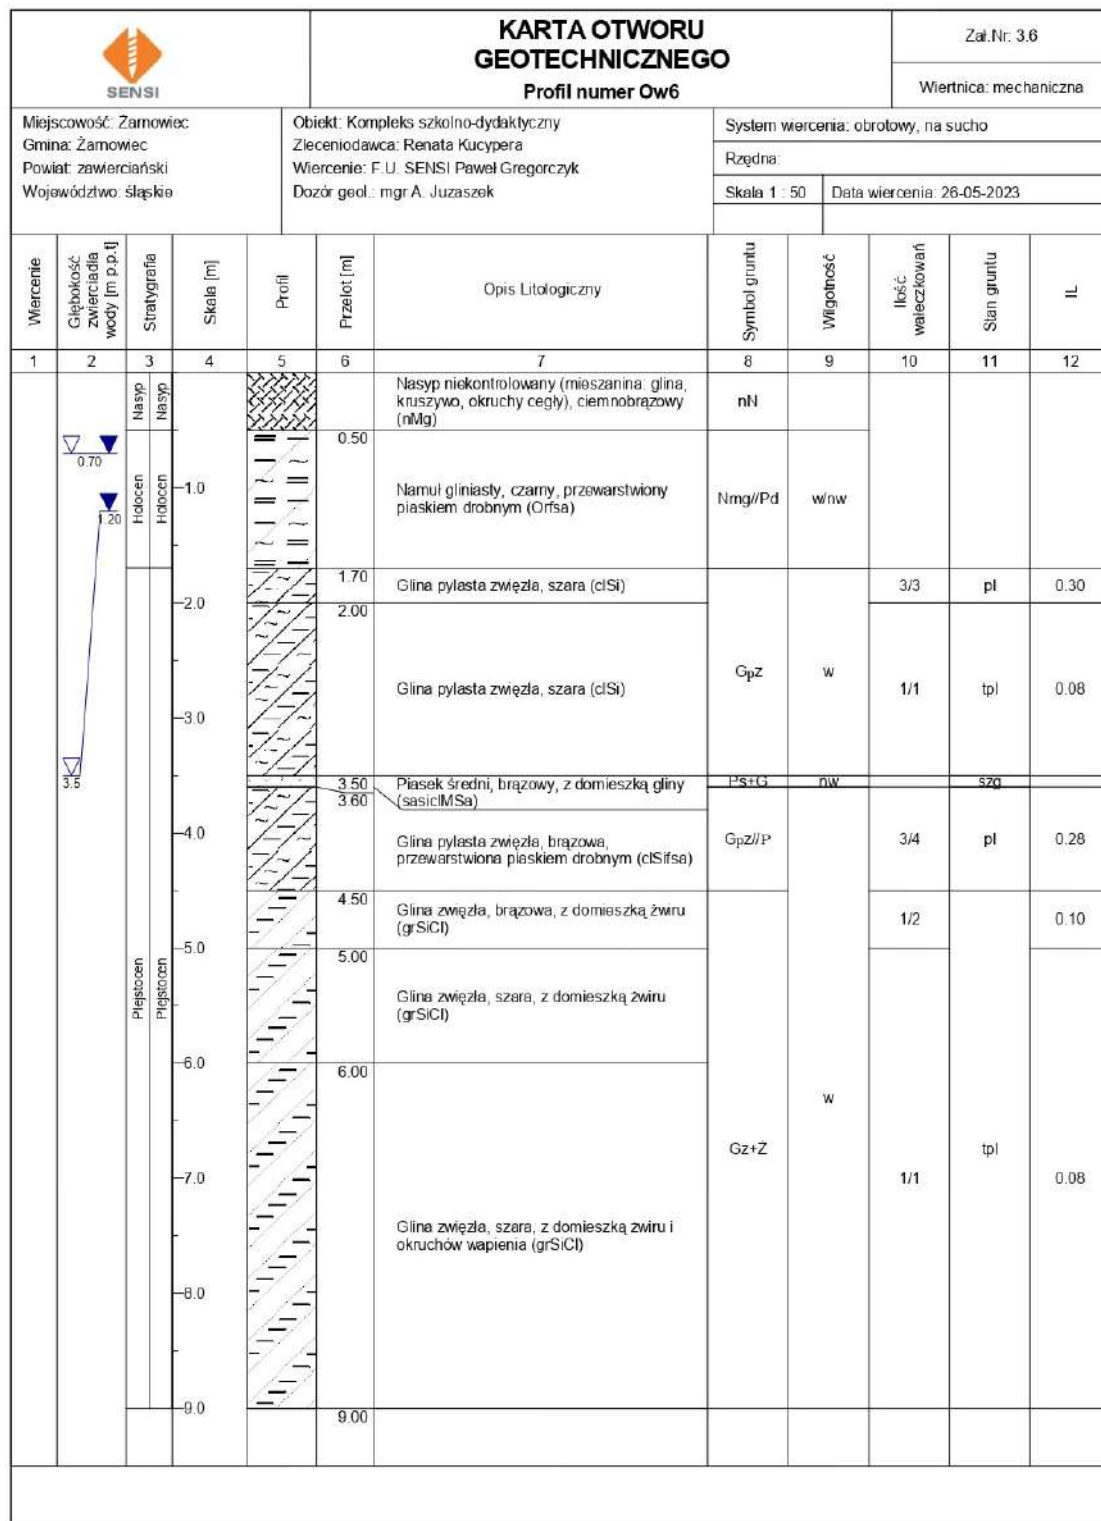 SENSI
KARTA OTWORU
GEOTECHNICZNEGO
Profil numer Ow6
Zał.Nr: 3.6
Wiertnica: mechaniczna
Miejscowość: Żarnowiec
Gmina: Żarnowiec
Powiat: zawierciański
Województwo: śląskie
Obiekt: Kompleks szkolno-dydaktyczny
Zleceniodawca: Renata Kucypera
Wiercenie: F.U. SENSI Paweł Gregorczyk
Dozór geol.: mgr A. Juzaszek
System wiercenia: obrotowy, na sucho
Rzędna:
Skala 1 : 50
Data wiercenia: 26-05-2023
Wiercenie
Głębokość
zwierciadła
wody [m p.p.t]
Stratygrafia
Skala [m]
Profil
Przelot [m]
Opis Litologiczny
Symbol gruntu
Wilgotność
Ilość
wałeczkowań
Stan gruntu
IL
1 2 3 4 5 6 7 8 9 10 11 12
Nasyp Nasyp
Nasyp niekontrolowany (mieszanina: glina,
kruszywo, okruchy cegły), ciemnobrązowy
(nMg)
nN
0.50
0.70
1.20
Holocen Holocen
1.0
Namuł gliniasty, czarny, przewarstwiony
piaskiem drobnym (Orfsa)
Nmg//Pd
w/nw
1.70
Glina pylasta zwięzła, szara (clSi)
3/3
pl
0.30
2.0
2.00
Glina pylasta zwięzła, szara (clSi)
Gpz
w
1/1
tpl
0.08
3.0
3.5
3.50
Piasek średni, brązowy, z domieszką gliny
(sasiclMSa)
Ps+G
nw
szg
3.60
4.0
Glina pylasta zwięzła, brązowa,
przewarstwiona piaskiem drobnym (clSifsa)
Gpz//P
3/4
pl
0.28
4.50
Glina zwięzła, brązowa, z domieszką żwiru
(grSiCl)
1/2
0.10
5.0
5.00
Plejstocen Plejstocen
Glina zwięzła, szara, z domieszką żwiru
(grSiCl)
6.0
6.00
w
Gz+Ż
tpl
7.0
1/1
0.08
Glina zwięzła, szara, z domieszką żwiru i
okruchów wapienia (grSiCl)
8.0
9.0
9.00